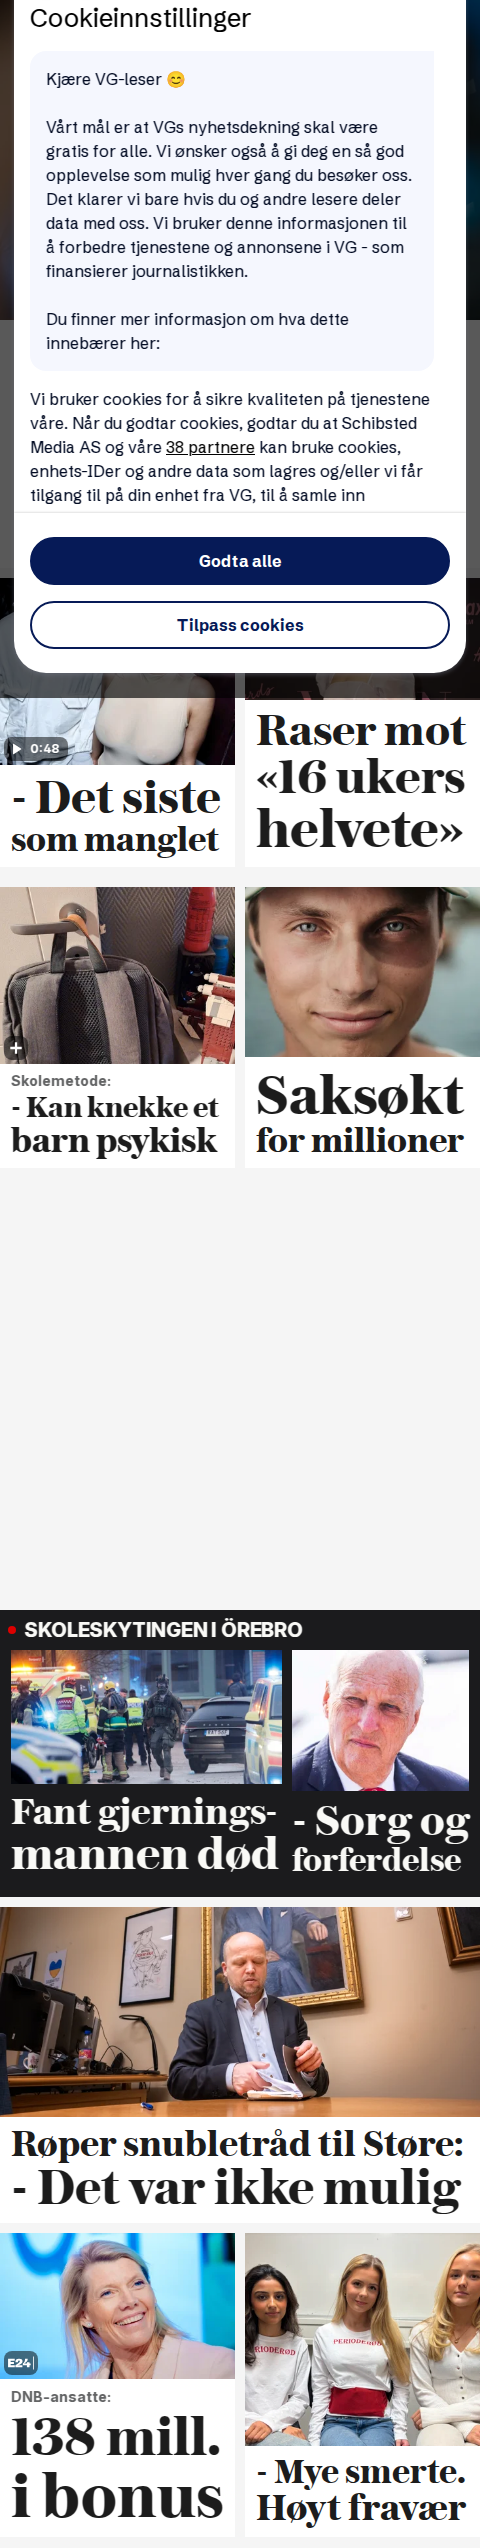 Cookieinnstillinger
Kjære VG-leser 😊
Vårt mål er at VGs nyhetsdekning skal være
gratis for alle. Vi ønsker også å gi deg en så god
opplevelse som mulig hver gang du besøker oss.
Det klarer vi bare hvis du og andre lesere deler
data med oss. Vi bruker denne informasjonen til
å forbedre tjenestene og annonsene i VG - som
finansierer journalistikken.
Du finner mer informasjon om hva dette
innebærer her:
Vi bruker cookies for å sikre kvaliteten på tjenestene
våre. Når du godtar cookies, godtar du at Schibsted
Media AS og våre 38 partnere kan bruke cookies,
enhets-IDer og andre data som lagres og/eller vi får
tilgang til på din enhet fra VG, til å samle inn
Godta alle
Tilpass cookies
0:48
- Det siste
som manglet
Raser mot
«16 ukers
helvete»
Skolemetode:
- Kan knekke et
barn psykisk
Saksøkt
for millioner
SKOLESKYTINGEN I ÖREBRO
Fant gjernings-
mannen død
- Sorg og
forferdelse
Røper snubletråd til Støre:
- Det var ikke mulig
E24
DNB-ansatte:
138 mill.
i bonus
PERIODERØD
- Mye smerte.
Høyt fravær